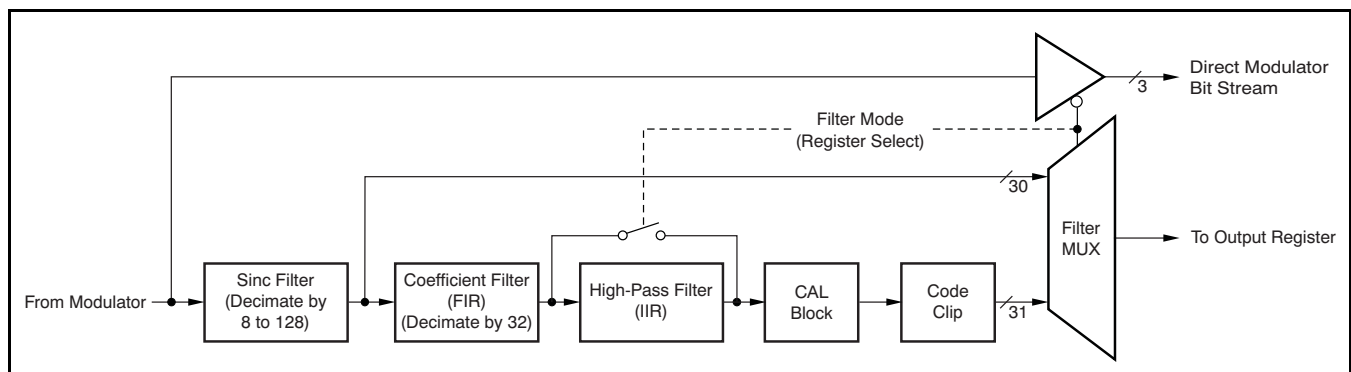 Direct Modulator
Bit Stream
3
Filter Mode
(Register Select)
30
Filter
MUX
To Output Register
From Modulator
Sinc Filter
(Decimate by
8 to 128)
Coefficient Filter
(FIR)
(Decimate by 32)
High-Pass Filter
(IIR)
CAL
Block
Code
Clip
31